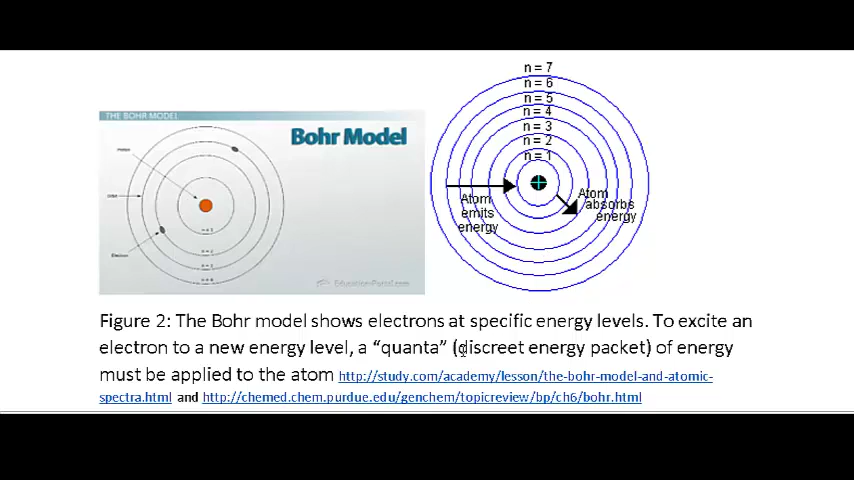 THE BOHR MODEL
Bohr Model
Electron
n = 7
n = 6
n = 5
n = 4
n = 3
n = 2
n = 1
Atom
emits
energy
Atom
absorbs
energy
Figure 2: The Bohr model shows electrons at specific energy levels. To excite an
electron to a new energy level, a “quanta” (discreet energy packet) of energy
must be applied to the atom http://study.com/academy/lesson/the-bohr-model-and-atomic-
spectra.html and http://chemed.chem.purdue.edu/genchem/topicreview/bp/ch6/bohr.html